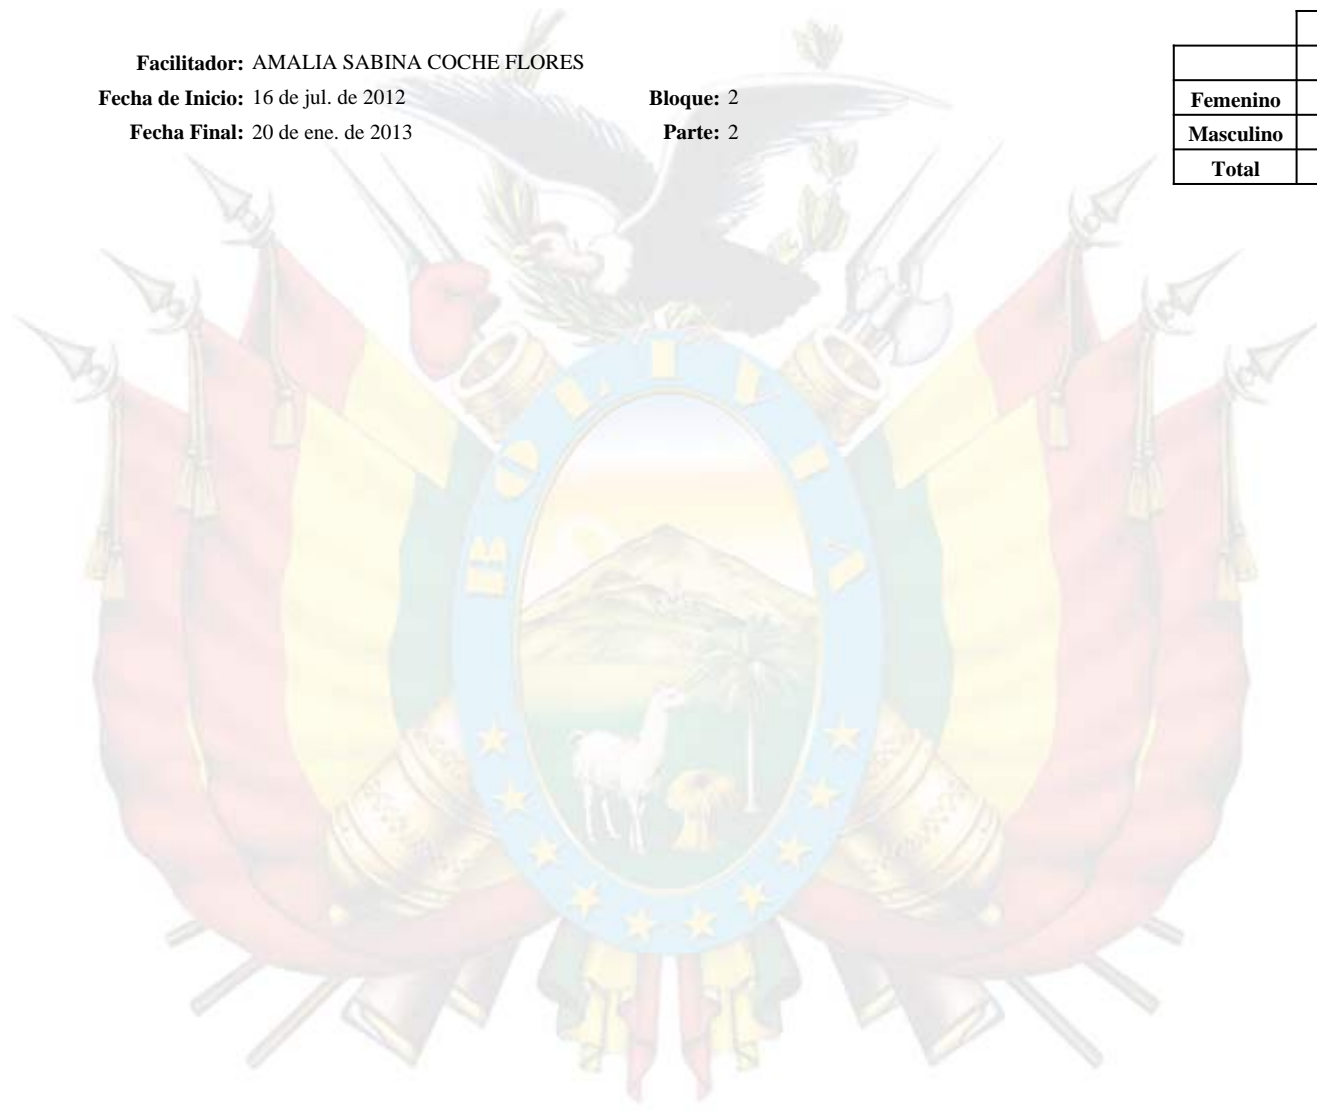 Facilitador: AMALIA SABINA COCHE FLORES
Fecha de Inicio: 16 de jul. de 2012 Bloque: 2
Fecha Final: 20 de ene. de 2013 Parte: 2
Femenino
Masculino
Total
BOLIVIA